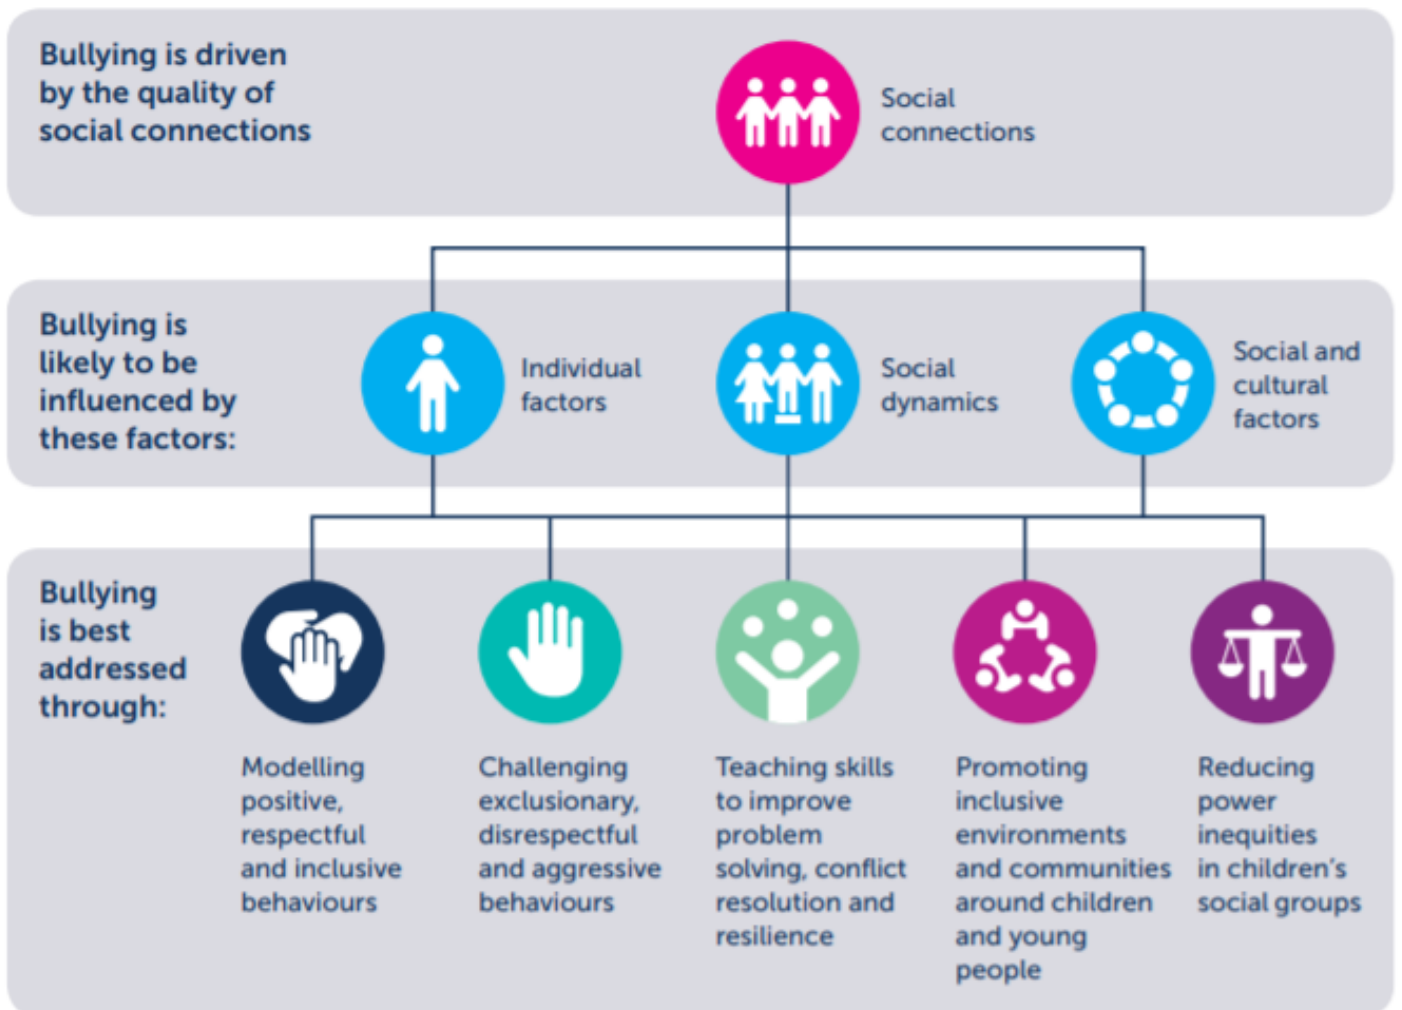 Bullying is driven
by the quality of
social connections
Social
connections
Bullying is
likely to be
influenced by
these factors:
Individual
factors
Social
dynamics
Social and
cultural
factors
Bullying
is best
addressed
through:
Modelling
positive,
respectful
and inclusive
behaviours
Challenging
exclusionary,
disrespectful
and aggressive
behaviours
Teaching skills
to improve
problem
solving, conflict
resolution and
resilience
Promoting
inclusive
environments
and communities
around children
and young
people
Reducing
power
inequities
in children's
social groups